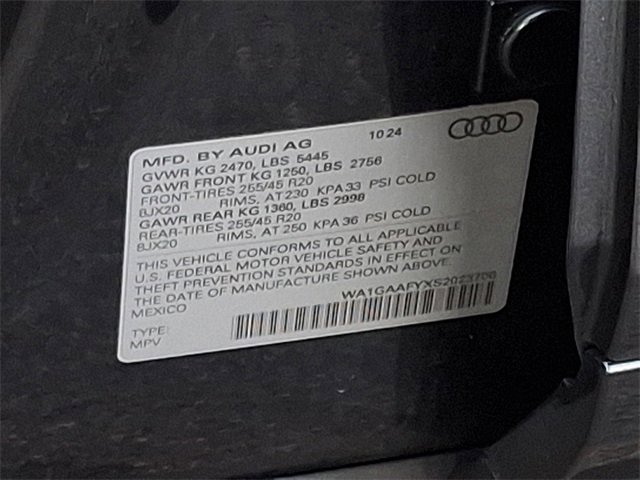 MFD. BY AUDI AG 10 24
GVWR KG 2470, LBS 5445
GAWR FRONT KG 1250, LBS 2756
FRONT-TIRES 255/45 R20
8JX20 RIMS, AT 230 KPA 33 PSI COLD
GAWR REAR KG 1360, LBS 2998
REAR-TIRES 255/45 R20
8JX20 RIMS, AT 250 KPA 36 PSI COLD
THIS VEHICLE CONFORMS TO ALL APPLICABLE
U.S. FEDERAL MOTOR VEHICLE SAFETY AND
THEFT PREVENTION STANDARDS IN EFFECT ON
THE DATE OF MANUFACTURE SHOWN ABOVE.
MEXICO
TYPE:
MPV